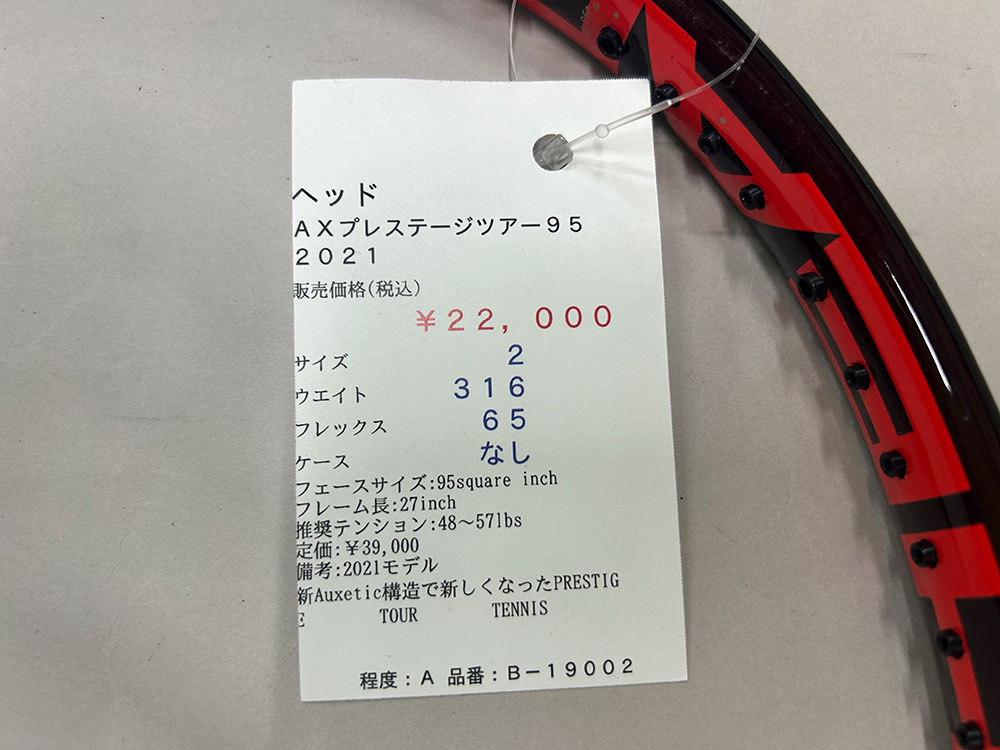 ヘッド
AXプレステージツアー95
2021
販売価格(税込)
¥22,000
サイズ 2
ウエイト 316
フレックス 65
ケース なし
フェースサイズ:95square inch
フレーム長:27inch
推奨テンション:48～57lbs
定価:¥39,000
備考:2021モデル
新Auxetic構造で新しくなったPRESTIG
E TOUR TENNIS
程度:A 品番:B-19002